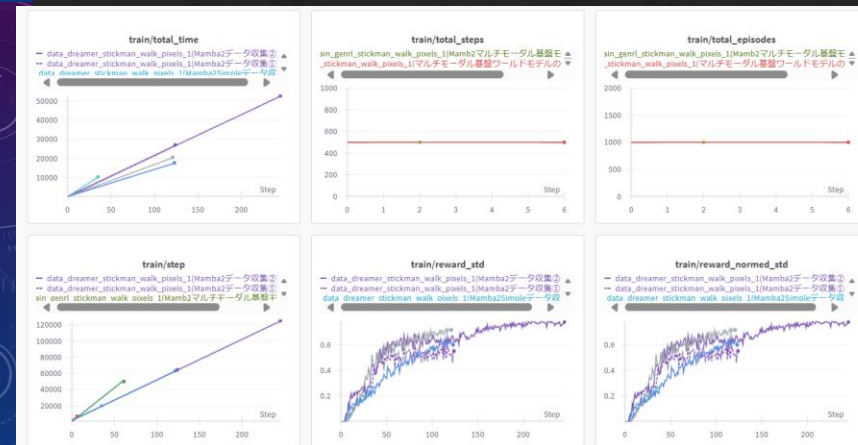 train/total_time
data_dreamer_stickman_walk_pixels_1(Mamba2データ収集②
data_dreamer_stickman_walk_pixels_1(Mamba2データ収集①
data_dreamer_stickman_walk_pixels_1(Mamba2Simpleデータ収
50000
40000
30000
20000
10000
Step
0 50 100 150 200
train/total_steps
ain_genrl_stickman_walk_pixels_1(Mamb2マルチモーダル基盤モ
_stickman_walk_pixels_1(マルチモーダル基盤ワールドモデルの
1000
800
600
400
200
0
Step
0 1 2 3 4 5 6
train/total_episodes
ain_genrl_stickman_walk_pixels_1(Mamb2マルチモーダル基盤モ
_stickman_walk_pixels_1(マルチモーダル基盤ワールドモデルの
2000
1500
1000
500
0
Step
0 1 2 3 4 5 6
train/step
data_dreamer_stickman_walk_pixels_1(Mamba2データ収集②
data_dreamer_stickman_walk_pixels_1(Mamba2データ収集①
ain_genrl_stickman_walk_pixels_1(Mamb2マルチモーダル基盤モ
120000
100000
80000
60000
40000
20000
Step
0 50 100 150 200
train/reward_std
data_dreamer_stickman_walk_pixels_1(Mamba2データ収集②
data_dreamer_stickman_walk_pixels_1(Mamba2データ収集①
data_dreamer_stickman_walk_pixels_1(Mamba2Simpleデータ収
0.6
0.4
0.2
Step
0 50 100 150 200
train/reward_normed_std
data_dreamer_stickman_walk_pixels_1(Mamba2データ収集②
data_dreamer_stickman_walk_pixels_1(Mamba2データ収集①
data_dreamer_stickman_walk_pixels_1(Mamba2Simpleデータ収
0.6
0.4
0.2
Step
0 50 100 150 200